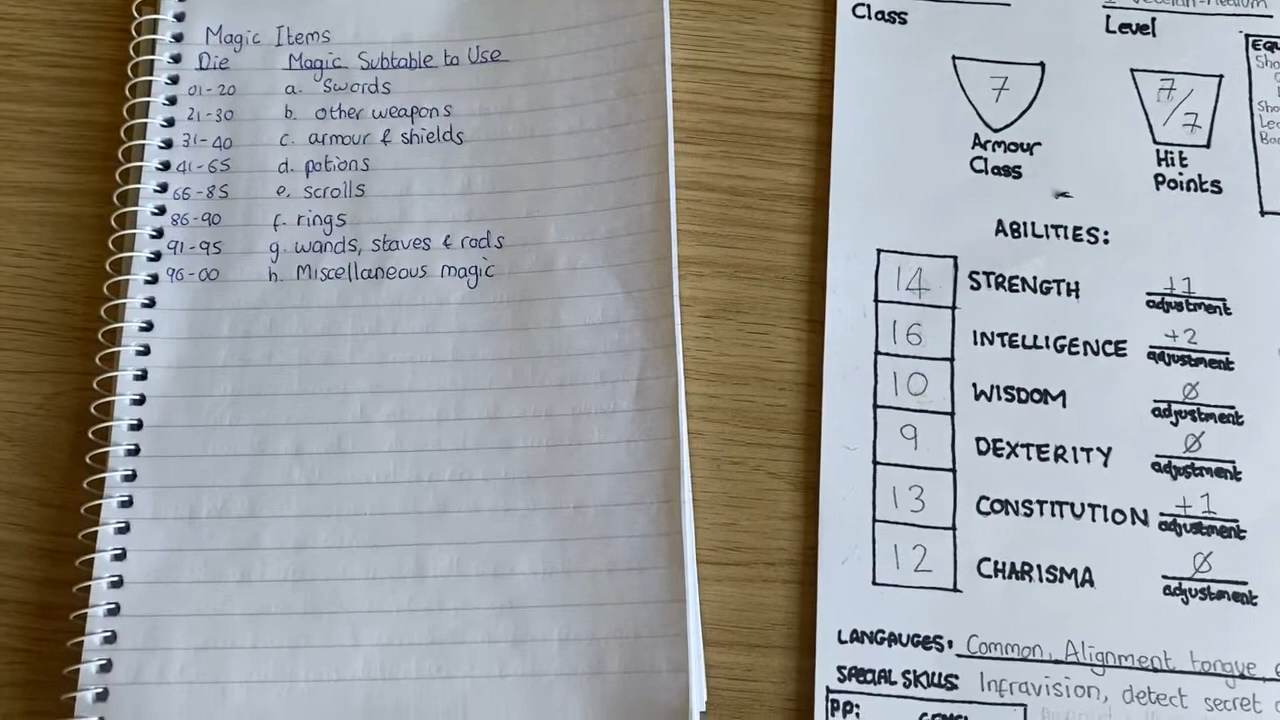 Magic Items
Die Magic Subtable to Use
01-20 a. Swords
21-30 b. other weapons
31-40 c. armour & shields
41-65 d. potions
66-85 e. scrolls
86-90 f. rings
91-95 g. wands, staves & rods
96-00 h. Miscellaneous magic
Class
Level
7
Armour
Class
7/7
Hit
Points
Sho
Sho
ABILITIES:
14 STRENGTH +1
adjustment
16 INTELLIGENCE +2
adjustment
10 WISDOM Ø
adjustment
9 DEXTERITY Ø
adjustment
13 CONSTITUTION +1
adjustment
12 CHARISMA Ø
adjustment
LANGAUGES: Common, Alignment tongue,
SPECIAL SKILLS: Infravision, detect secret
PP: